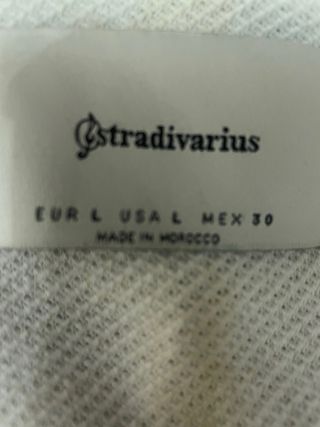 stradivarius
EUR L USA L MEX 30
MADE IN MOROCCO